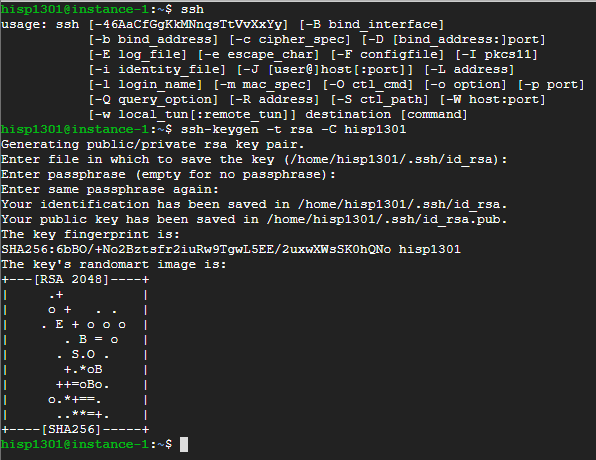 hisp1301@instance-1:~$ ssh
usage: ssh [-46AaCfGgKkMNnqsTtVvXxYy] [-B bind_interface]
           [-b bind_address] [-c cipher_spec] [-D [bind_address:]port]
           [-E log_file] [-e escape_char] [-F configfile] [-I pkcs11]
           [-i identity_file] [-J [user@]host[:port]] [-L address]
           [-l login_name] [-m mac_spec] [-O ctl_cmd] [-o option] [-p port]
           [-Q query_option] [-R address] [-S ctl_path] [-W host:port]
           [-w local_tun[:remote_tun]] destination [command]
hisp1301@instance-1:~$ ssh-keygen -t rsa -C hisp1301
Generating public/private rsa key pair.
Enter file in which to save the key (/home/hisp1301/.ssh/id_rsa):
Enter passphrase (empty for no passphrase):
Enter same passphrase again:
Your identification has been saved in /home/hisp1301/.ssh/id_rsa.
Your public key has been saved in /home/hisp1301/.ssh/id_rsa.pub.
The key fingerprint is:
SHA256:6bBO/+No2Bztsfr2iuRw9TgwL5EE/2uxwXWsSK0hQNo hisp1301
The key's randomart image is:
+---[RSA 2048]----+
|     .+          |
|     o +   . .   |
|    . E + o o o  |
|       . B = o   |
|      . S.O .    |
|       +.*oB     |
|      ++=oBo.    |
|     o.*+==.     |
|      ..**=+.    |
+----[SHA256]-----+
hisp1301@instance-1:~$